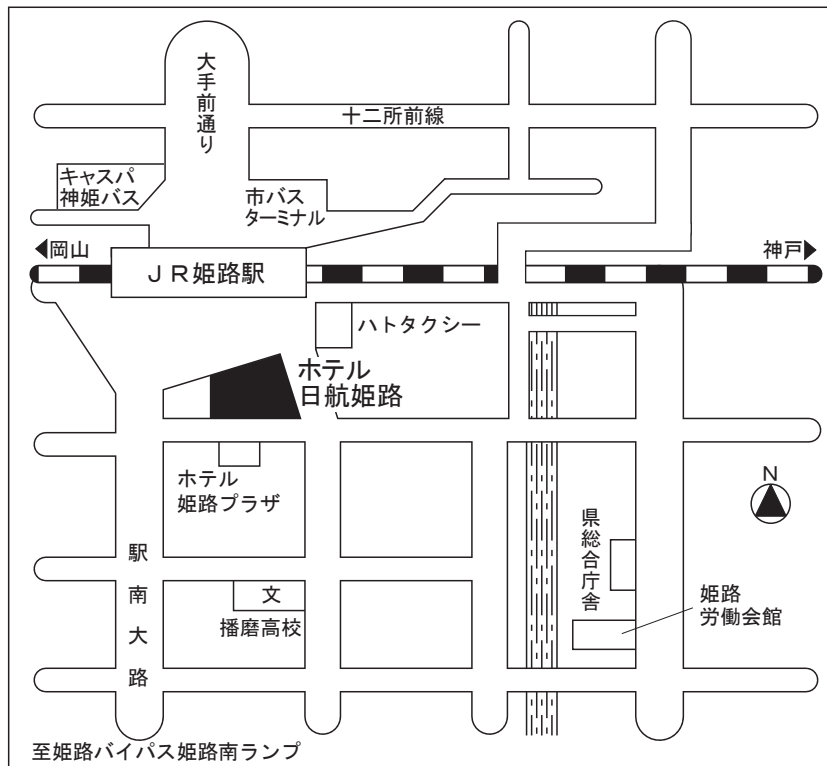 大手前通り
十二所前線
キャスパ
神姫バス
市バス
ターミナル
◀岡山
ＪＲ姫路駅
神戸▶
ハトタクシー
ホテル
日航姫路
ホテル
姫路プラザ
N
県総合庁舎
駅南大路
文
播磨高校
姫路
労働会館
至姫路バイパス姫路南ランプ